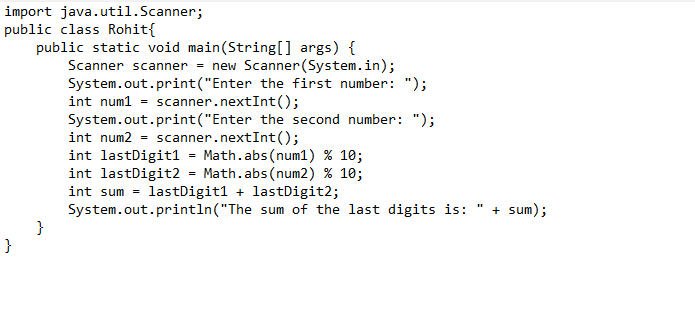 import java.util.Scanner;
public class Rohit{
    public static void main(String[] args) {
        Scanner scanner = new Scanner(System.in);
        System.out.print("Enter the first number: ");
        int num1 = scanner.nextInt();
        System.out.print("Enter the second number: ");
        int num2 = scanner.nextInt();
        int lastDigit1 = Math.abs(num1) % 10;
        int lastDigit2 = Math.abs(num2) % 10;
        int sum = lastDigit1 + lastDigit2;
        System.out.println("The sum of the last digits is: " + sum);
    }
}